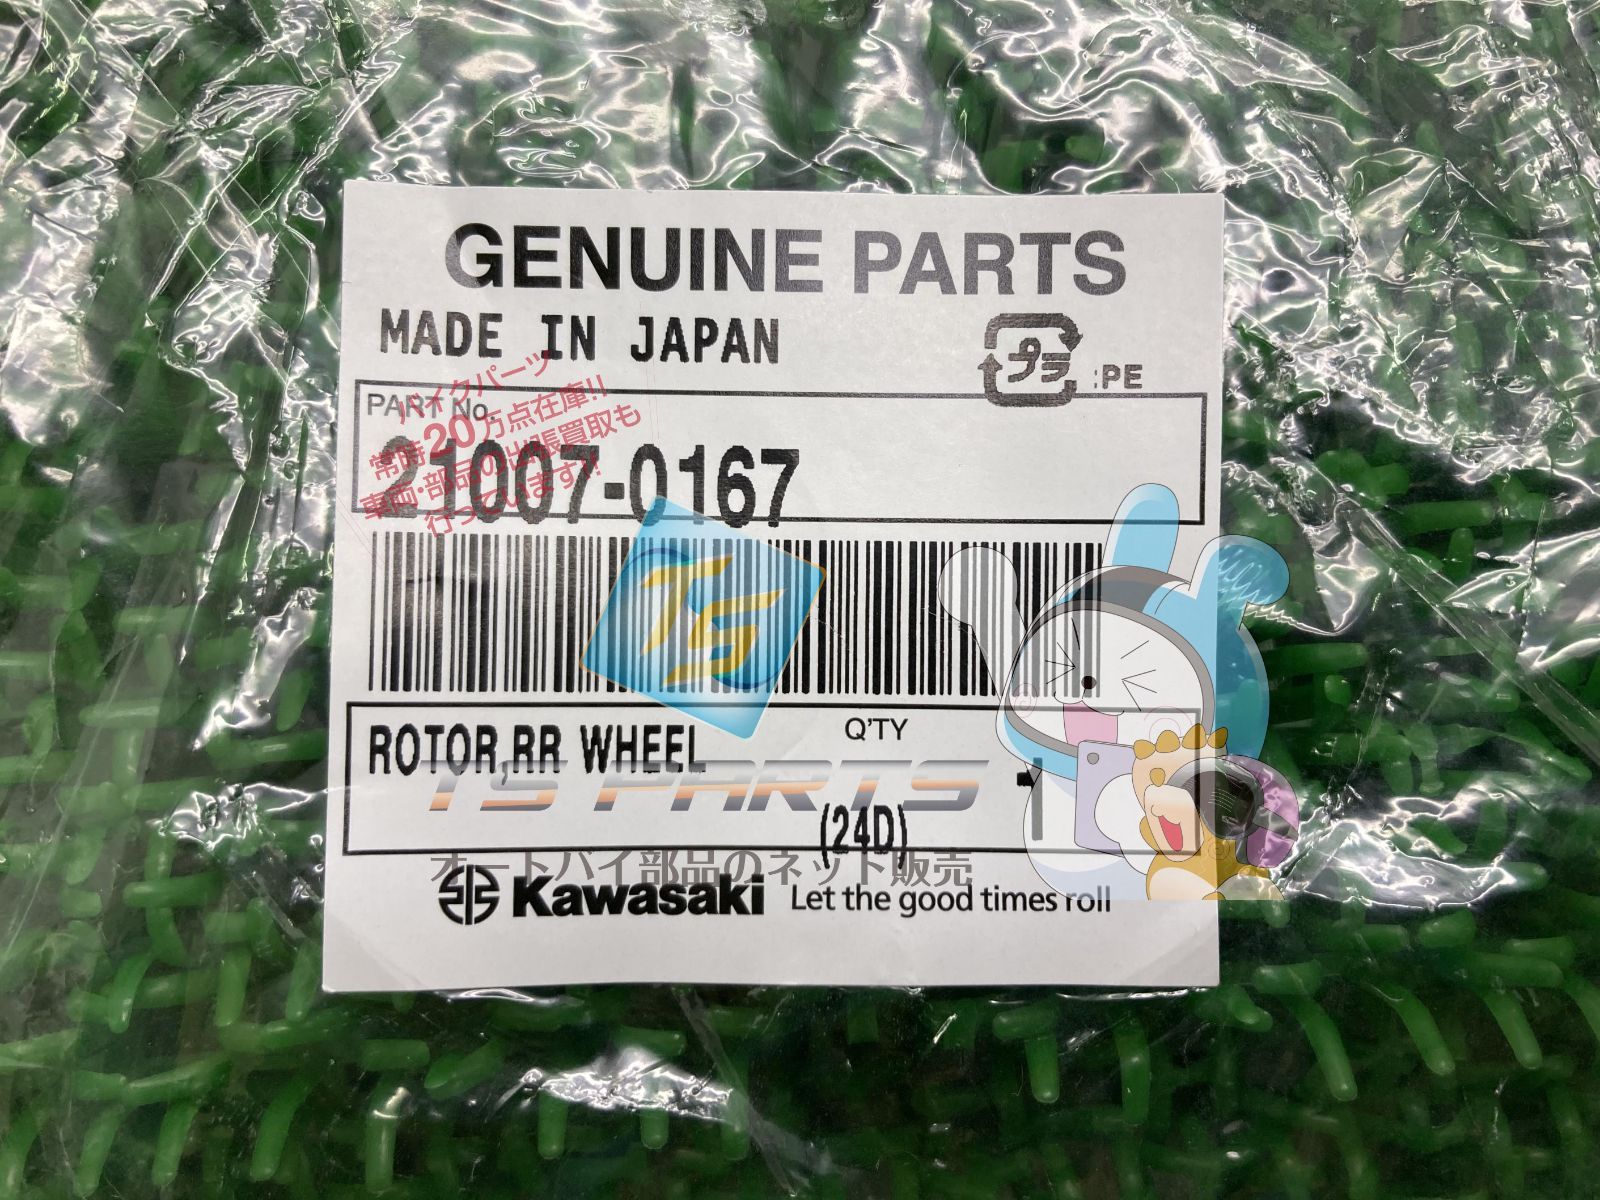 GENUINE PARTS
MADE IN JAPAN
プラ
:PE
PART No.
21007-0167
バイクパーツ
常時20万点在庫!!
車両・部品の出張買取も
行っています!!
TS
ROTOR,RR WHEEL
Q'TY
1
TS PARTS
(24D)
オートバイ部品のネット販売
Kawasaki Let the good times roll